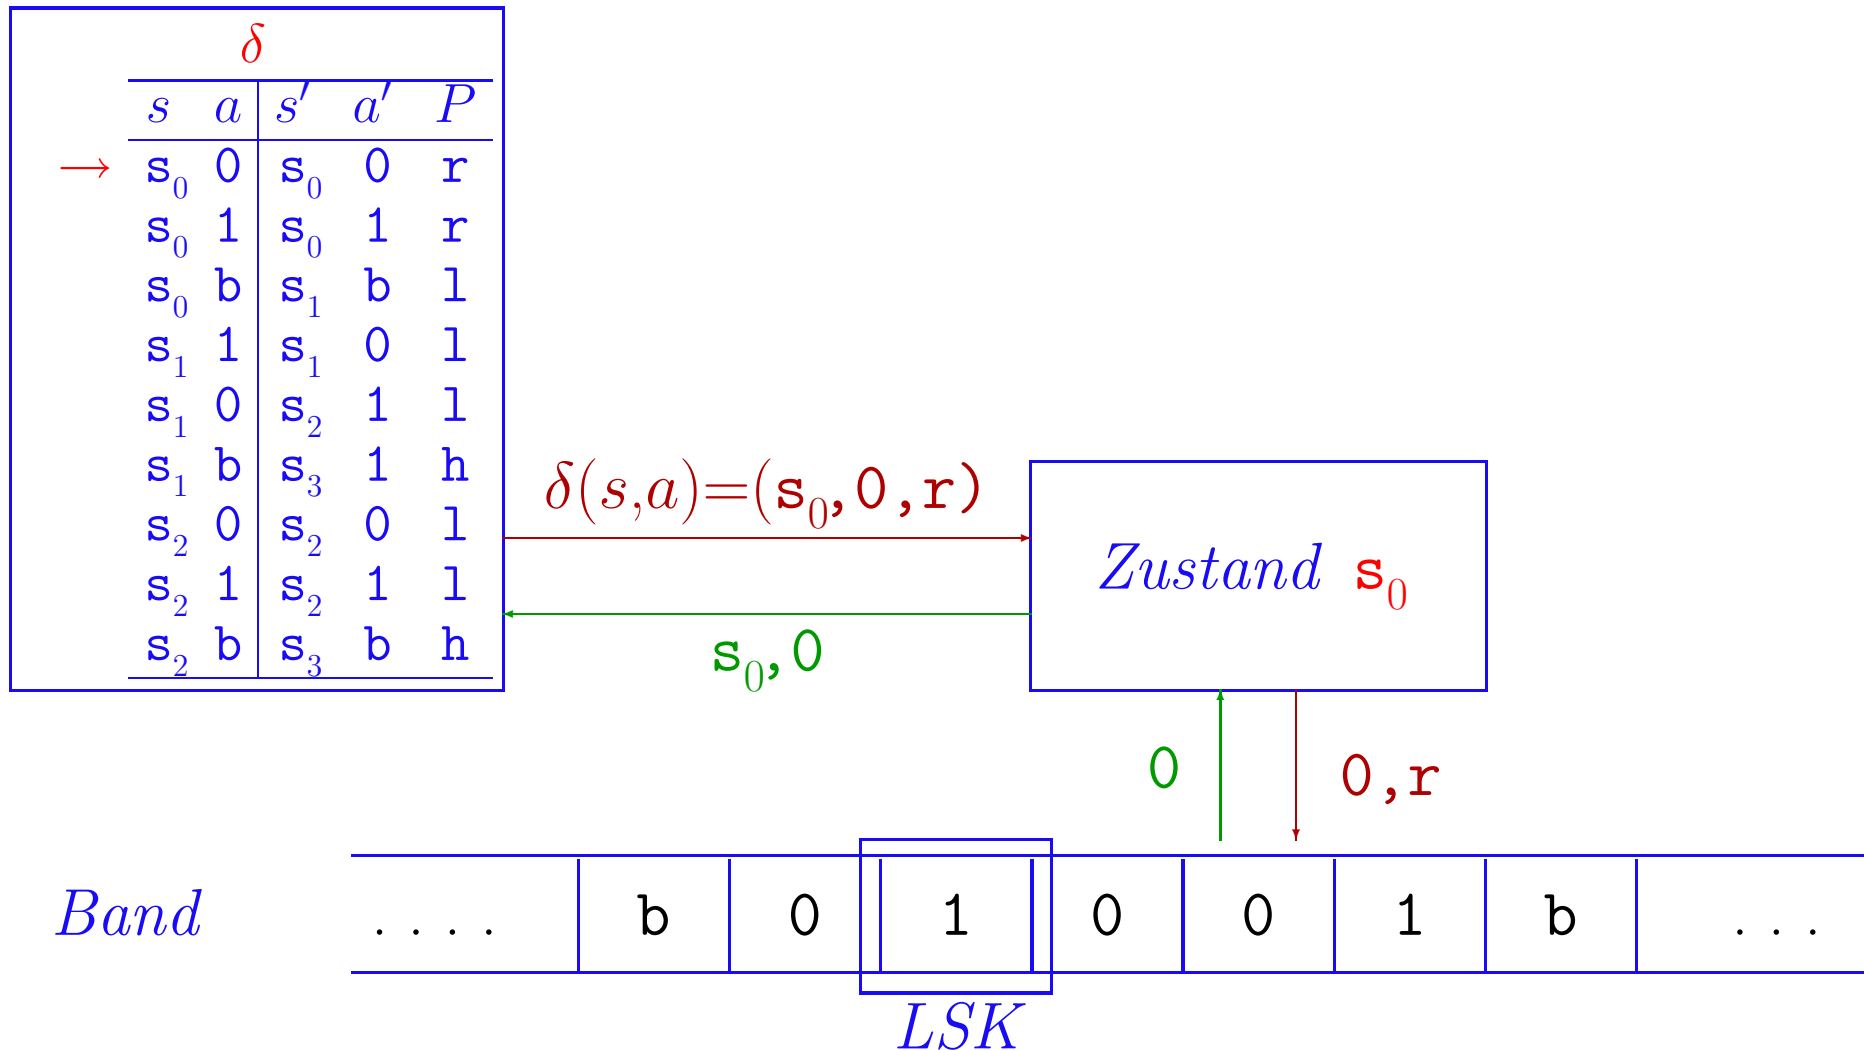 δ
s a s′ a′ P
→ s₀ 0 s₀ 0 r
s₀ 1 s₀ 1 r
s₀ b s₁ b l
s₁ 1 s₁ 0 l
s₁ 0 s₂ 1 l
s₁ b s₃ 1 h
s₂ 0 s₂ 0 l
s₂ 1 s₂ 1 l
s₂ b s₃ b h
δ(s,a)=(s₀,0,r)
s₀,0
Zustand s₀
0
0,r
Band . . . . b 0 1 0 0 1 b . . .
LSK